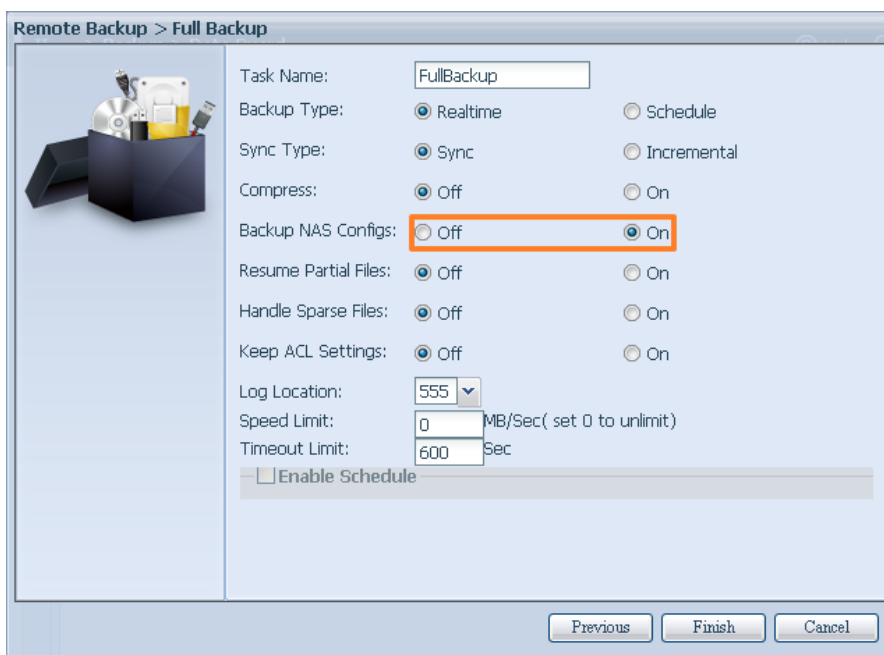 Remote Backup > Full Backup
Task Name: FullBackup
Backup Type: Realtime Schedule
Sync Type: Sync Incremental
Compress: Off On
Backup NAS Configs: Off On
Resume Partial Files: Off On
Handle Sparse Files: Off On
Keep ACL Settings: Off On
Log Location: 555
Speed Limit: 0 MB/Sec( set 0 to unlimit)
Timeout Limit: 600 Sec
Enable Schedule
Previous Finish Cancel